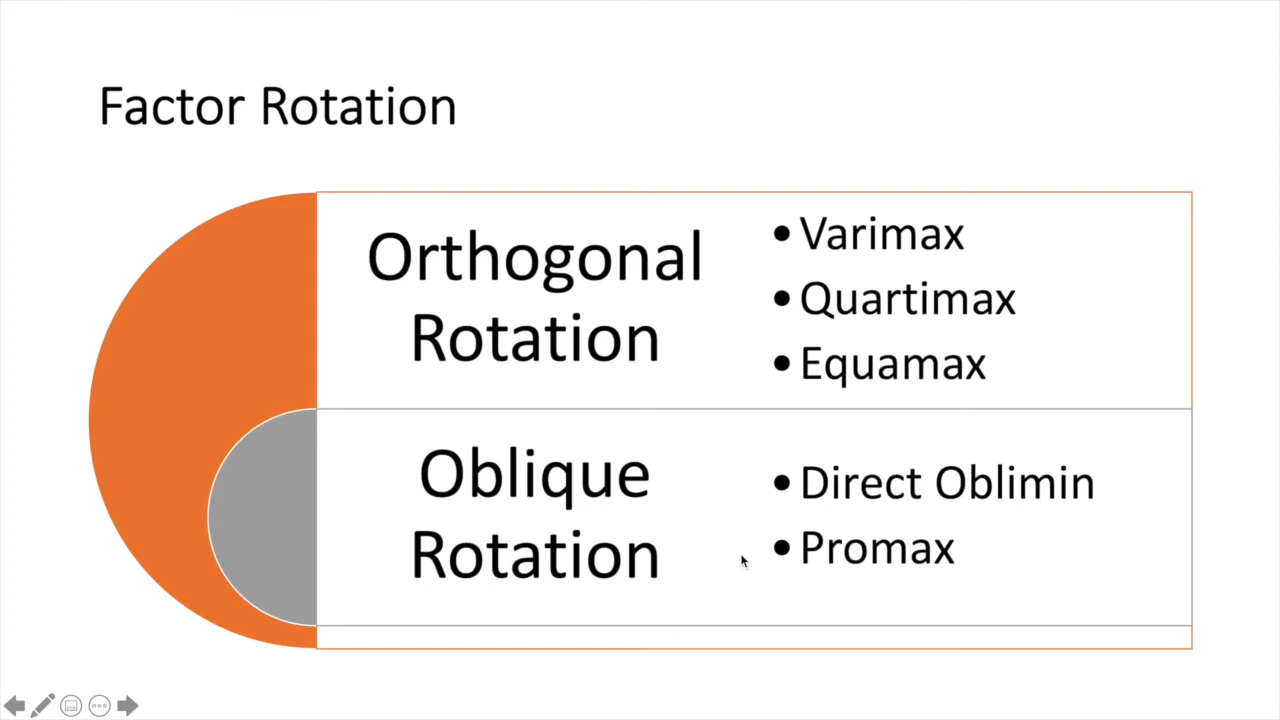 Factor Rotation
Orthogonal
Rotation
• Varimax
• Quartimax
• Equamax
Oblique
Rotation
• Direct Oblimin
• Promax